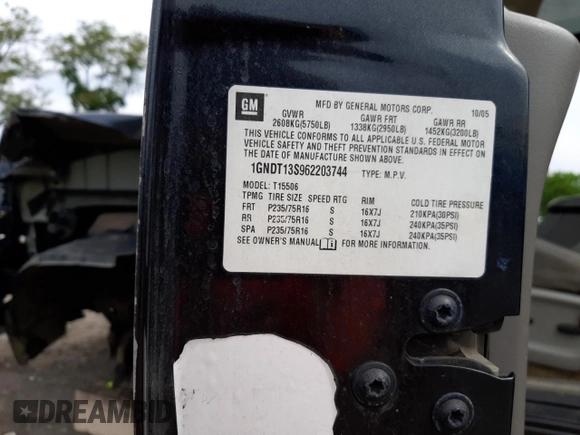 GM
MFD BY GENERAL MOTORS CORP. 10/05
GVWR GAWR FRT GAWR RR
2608KG(5750LB) 1338KG(2950LB) 1452KG(3200LB)
THIS VEHICLE CONFORMS TO ALL APPLICABLE U.S. FEDERAL MOTOR
VEHICLE SAFETY AND THEFT PREVENTION STANDARDS IN EFFECT ON
THE DATE OF MANUFACTURE SHOWN ABOVE.
1GNDT13S962203744 TYPE: M.P.V.
MODEL: T15506
TPMG TIRE SIZE SPEED RTG RIM COLD TIRE PRESSURE
FRT P235/75R16 S 16X7J 210KPA(30PSI)
RR P235/75R16 S 16X7J 240KPA(35PSI)
SPA P235/75R16 S 16X7J 240KPA(35PSI)
SEE OWNER'S MANUAL FOR MORE INFORMATION.
DREAMBID